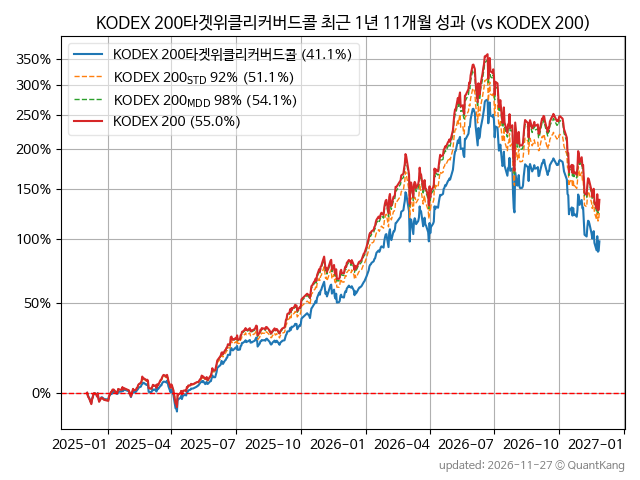 KODEX 200타겟위클리커버드콜 최근 1년 11개월 성과 (vs KODEX 200)
KODEX 200타겟위클리커버드콜 (41.1%)
KODEX 200STD 92% (51.1%)
KODEX 200MDD 98% (54.1%)
KODEX 200 (55.0%)
350%
300%
250%
200%
150%
100%
50%
0%
2025-01 2025-04 2025-07 2025-10 2026-01 2026-04 2026-07 2026-10 2027-01
updated: 2026-11-27 © QuantKang